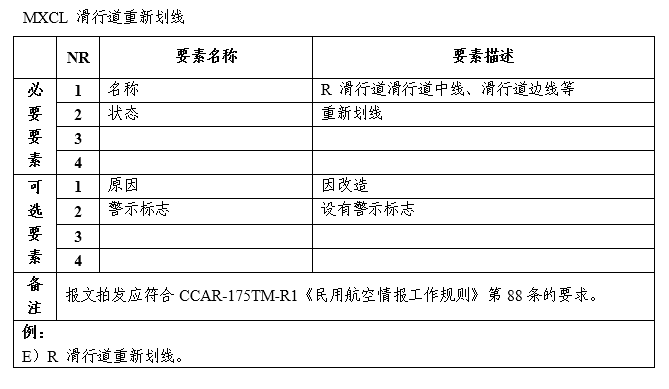 MXCL 滑行道重新划线
NR 要素名称 要素描述
必要要素
1 名称 R 滑行道滑行道中线、滑行道边线等
2 状态 重新划线
3
4
可选要素
1 原因 因改造
2 警示标志 设有警示标志
3
4
备注 报文拍发应符合 CCAR-175TM-R1《民用航空情报工作规则》第 88 条的要求。
例：
E）R 滑行道重新划线。